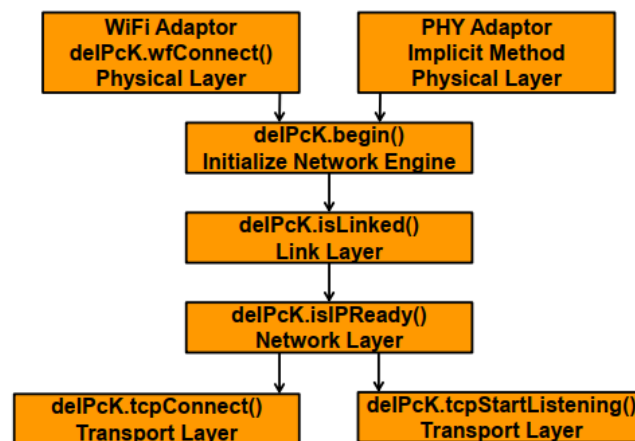 WiFi Adaptor
deIPcK.wfConnect()
Physical Layer
PHY Adaptor
Implicit Method
Physical Layer
deIPcK.begin()
Initialize Network Engine
deIPcK.isLinked()
Link Layer
deIPcK.isIPReady()
Network Layer
deIPcK.tcpConnect()
Transport Layer
deIPcK.tcpStartListening()
Transport Layer